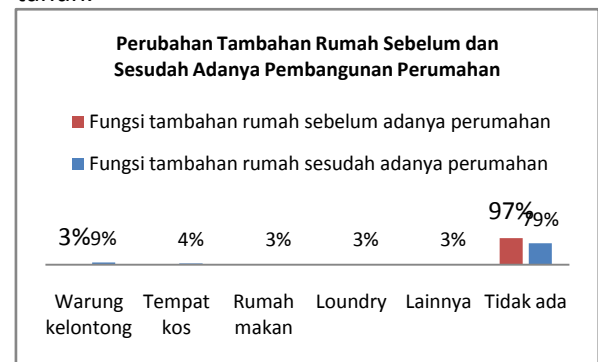 Perubahan Tambahan Rumah Sebelum dan
Sesudah Adanya Pembangunan Perumahan
Fungsi tambahan rumah sebelum adanya perumahan
Fungsi tambahan rumah sesudah adanya perumahan
3% 9% 4% 3% 3% 3% 97% 79%
Warung kelontong
Tempat kos
Rumah makan
Loundry
Lainnya
Tidak ada